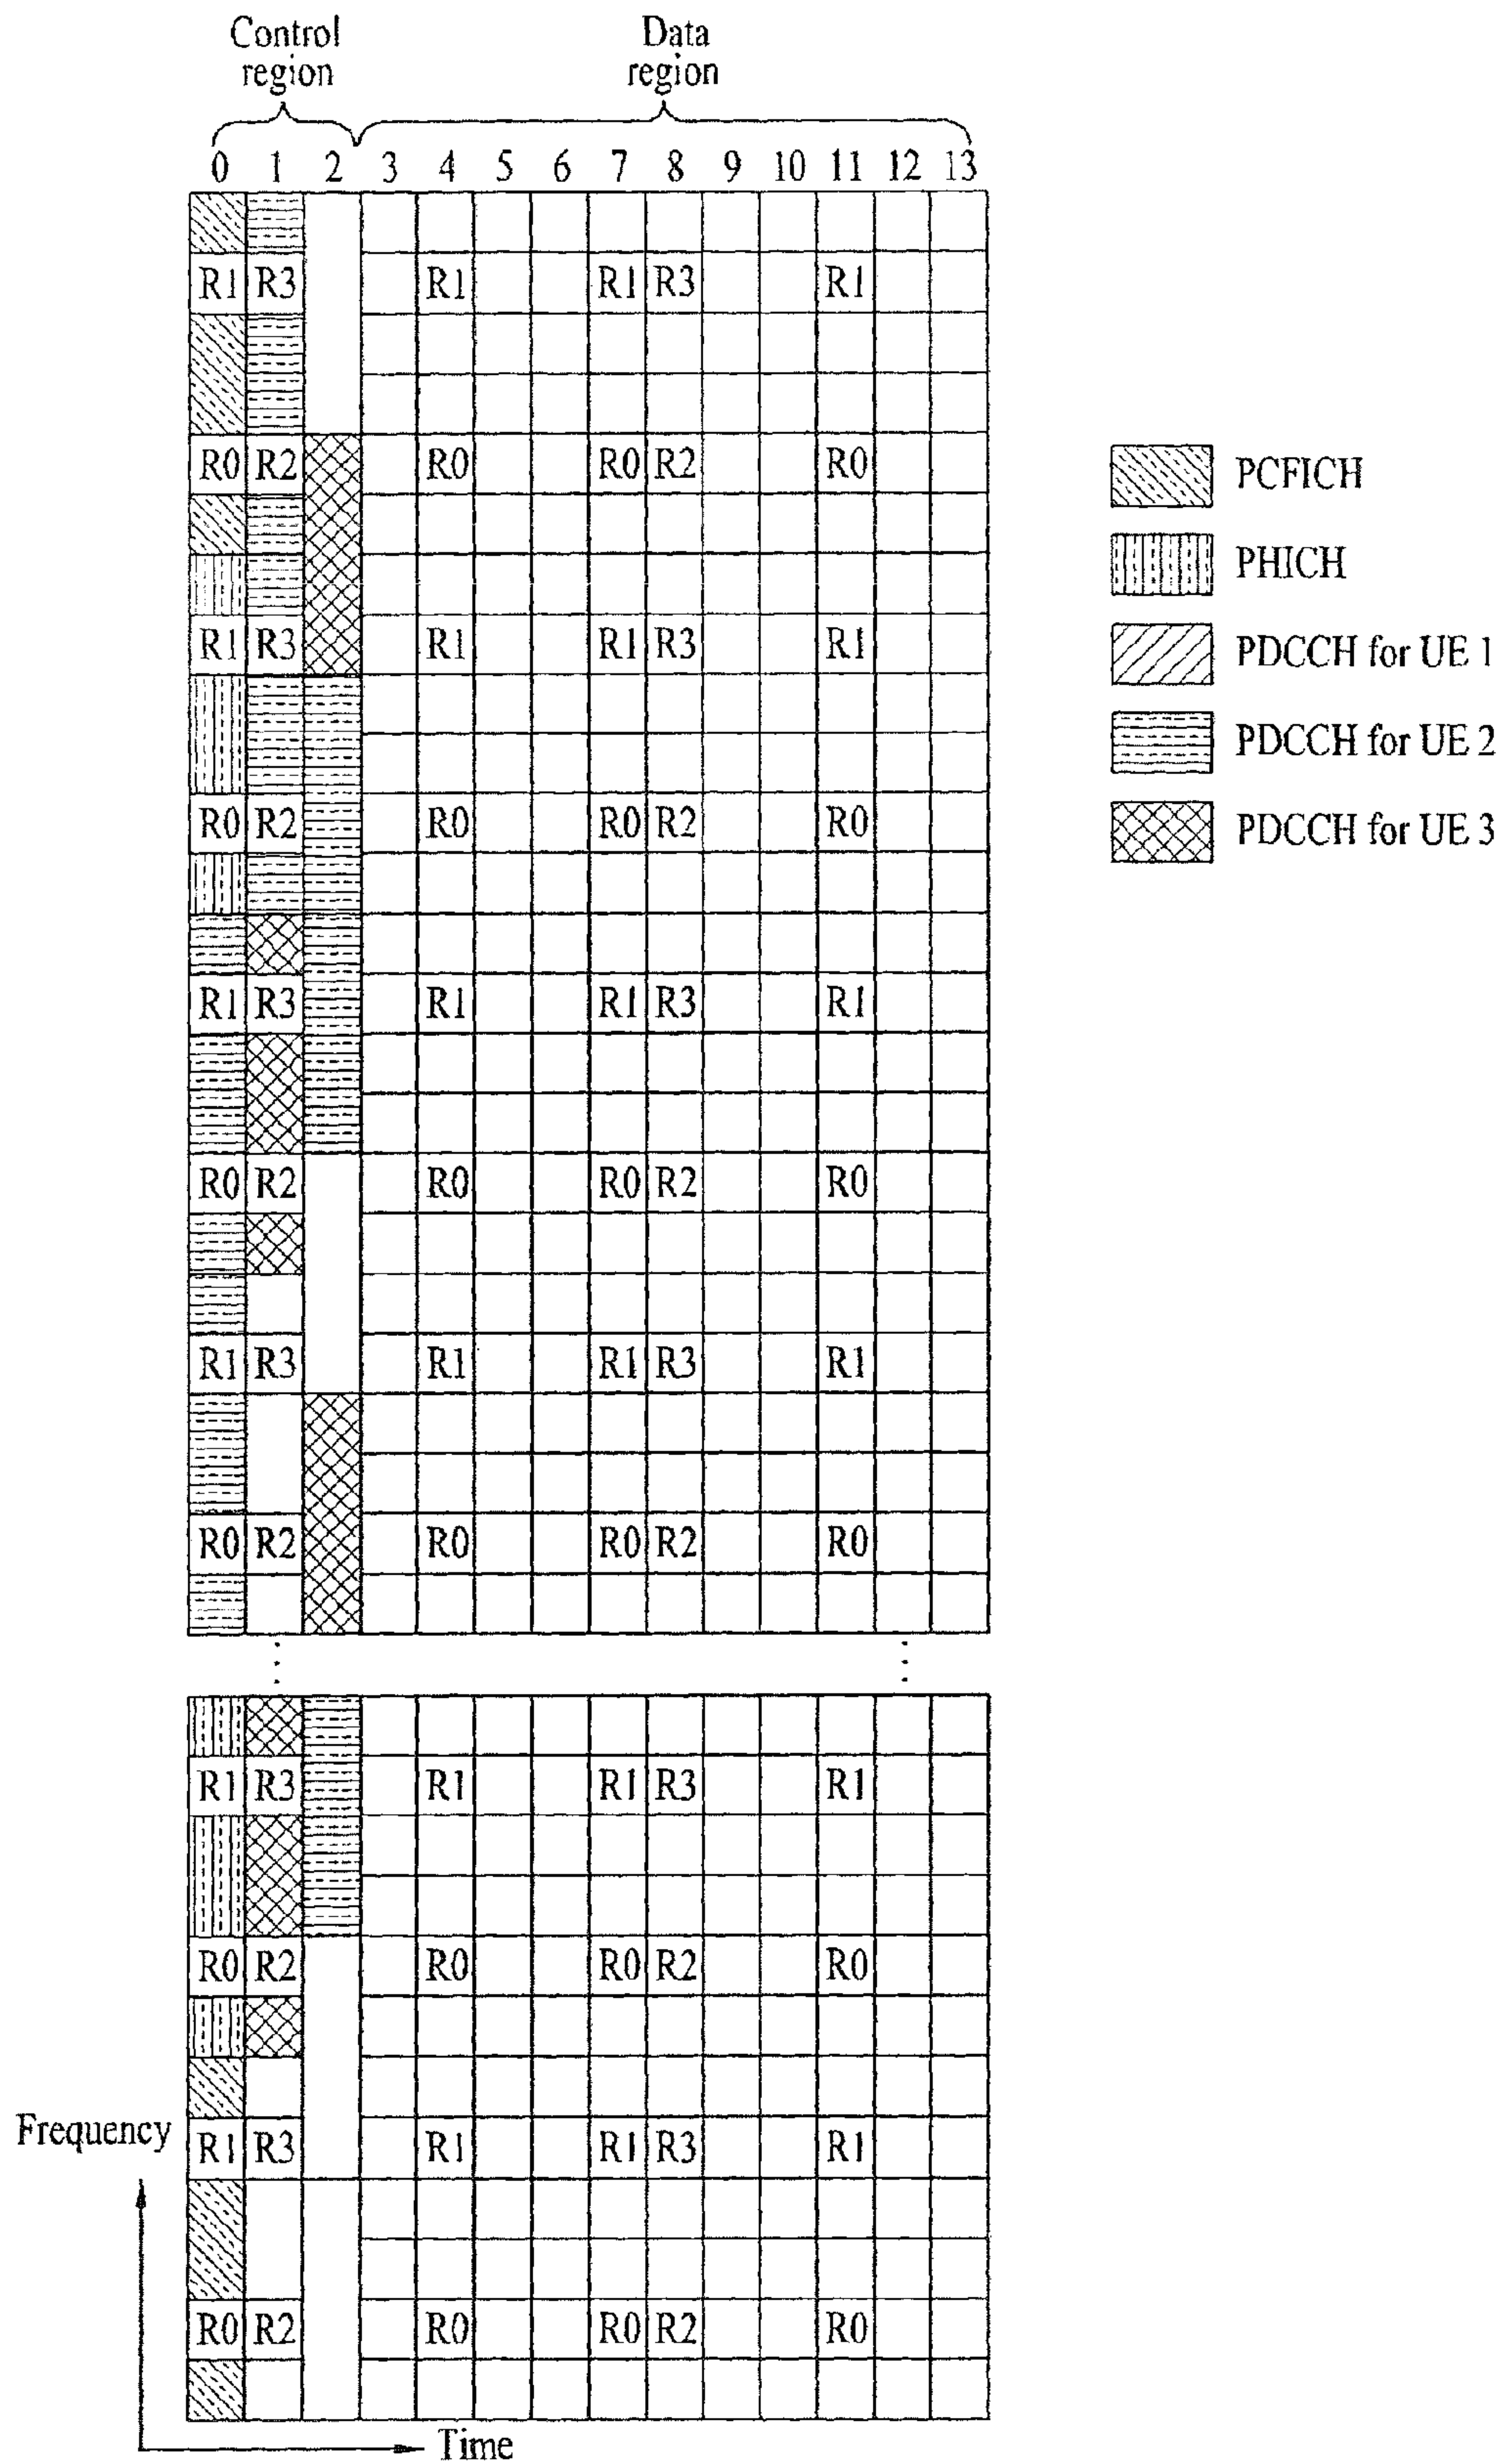 Control
region
Data
region
0 1 2 3 4 5 6 7 8 9 10 11 12 13
R1 R3 R1 R1 R3 R1
R0 R2 R0 R0 R2 R0
PCFICH
PHICH
R1 R3 R1 R1 R3 R1
PDCCH for UE 1
PDCCH for UE 2
R0 R2 R0 R0 R2 R0
PDCCH for UE 3
R1 R3 R1 R1 R3 R1
R0 R2 R0 R0 R2 R0
R1 R3 R1 R1 R3 R1
R0 R2 R0 R0 R2 R0
R1 R3 R1 R1 R3 R1
R0 R2 R0 R0 R2 R0
Frequency
R1 R3 R1 R1 R3 R1
R0 R2 R0 R0 R2 R0
Time